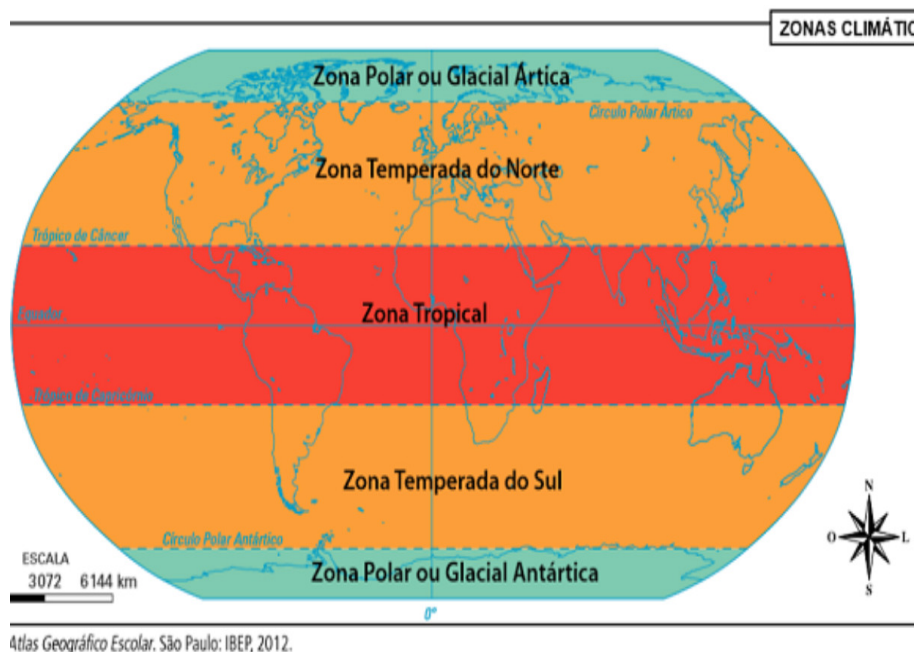 ZONAS CLIMÁTIC
Zona Polar ou Glacial Ártica
Círculo Polar Ártico
Zona Temperada do Norte
Trópico de Câncer
Equador
Zona Tropical
Trópico de Capricórnio
Zona Temperada do Sul
Círculo Polar Antártico
Zona Polar ou Glacial Antártica
ESCALA
3072 6144 km
0°
N
O L
S
Atlas Geográfico Escolar. São Paulo: IBEP, 2012.